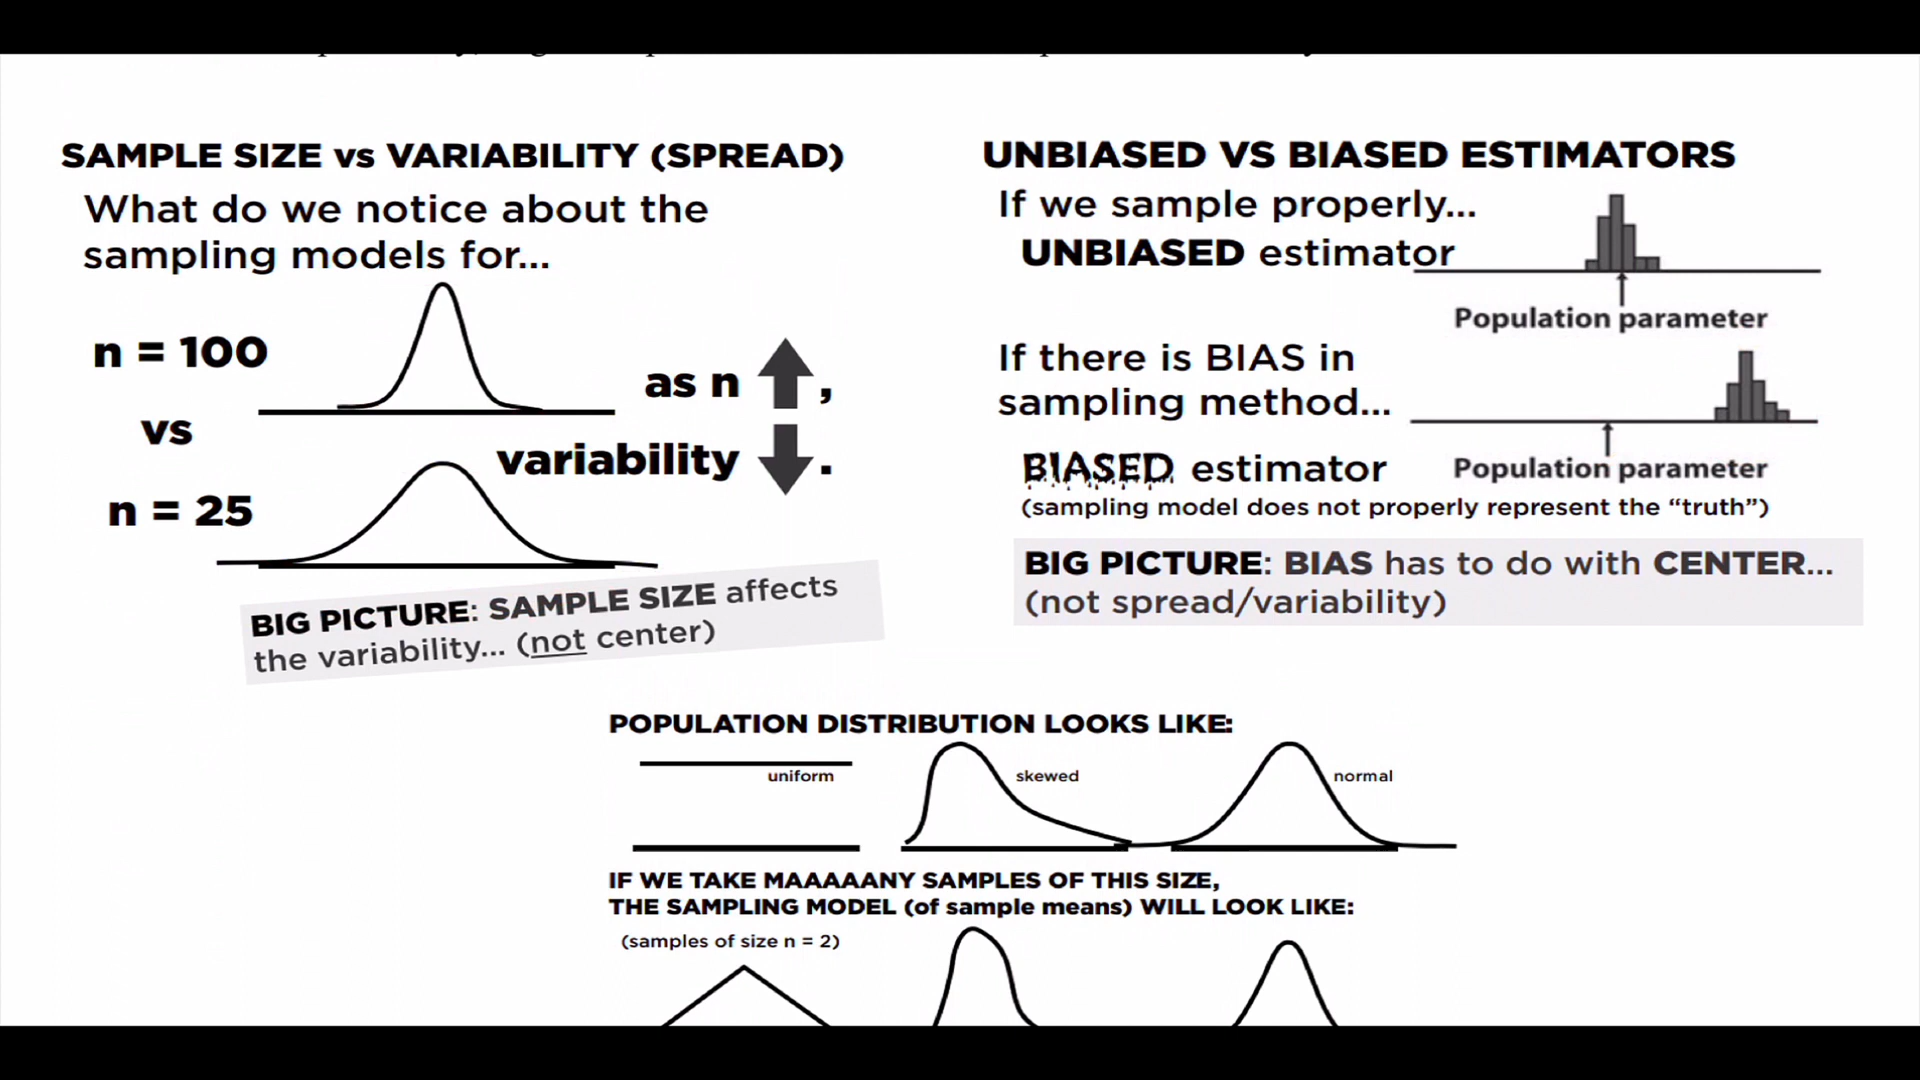 SAMPLE SIZE vs VARIABILITY (SPREAD)
What do we notice about the
sampling models for...
n = 100
vs
n = 25
as n ,
variability .
BIG PICTURE: SAMPLE SIZE affects
the variability... (not center)
UNBIASED VS BIASED ESTIMATORS
If we sample properly...
UNBIASED estimator
Population parameter
If there is BIAS in
sampling method...
BIASED estimator
Population parameter
(sampling model does not properly represent the “truth”)
BIG PICTURE: BIAS has to do with CENTER...
(not spread/variability)
POPULATION DISTRIBUTION LOOKS LIKE:
uniform
skewed
normal
IF WE TAKE MAAAAANY SAMPLES OF THIS SIZE,
THE SAMPLING MODEL (of sample means) WILL LOOK LIKE:
(samples of size n = 2)